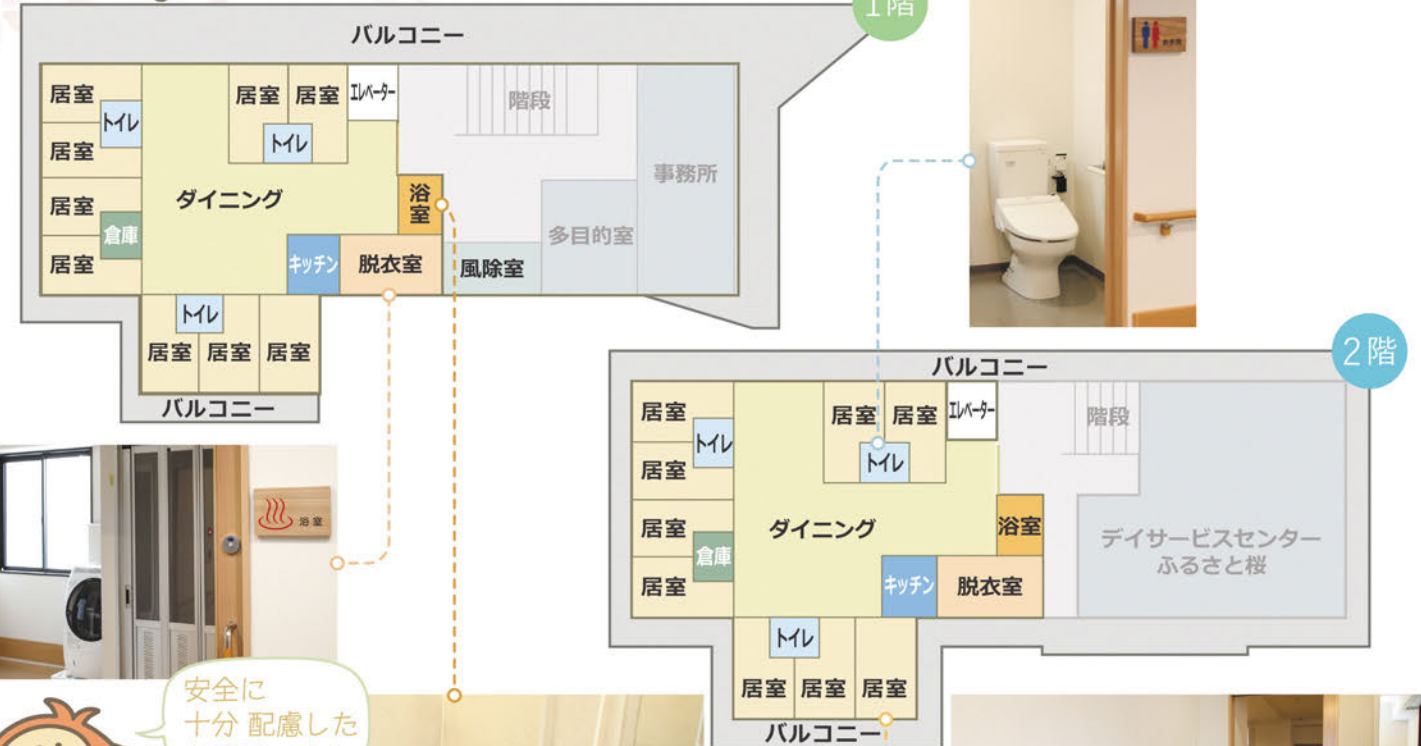 1階
バルコニー
居室
居室
居室
エレベーター
階段
トイレ
居室
トイレ
事務所
居室
ダイニング
浴室
倉庫
多目的室
居室
キッチン
脱衣室
風除室
トイレ
居室
居室
居室
バルコニー
2階
バルコニー
居室
居室
居室
エレベーター
階段
トイレ
居室
トイレ
居室
ダイニング
浴室
デイサービスセンター
ふるさと桜
倉庫
居室
キッチン
脱衣室
トイレ
居室
居室
居室
バルコニー
浴室
安全に
十分 配慮した